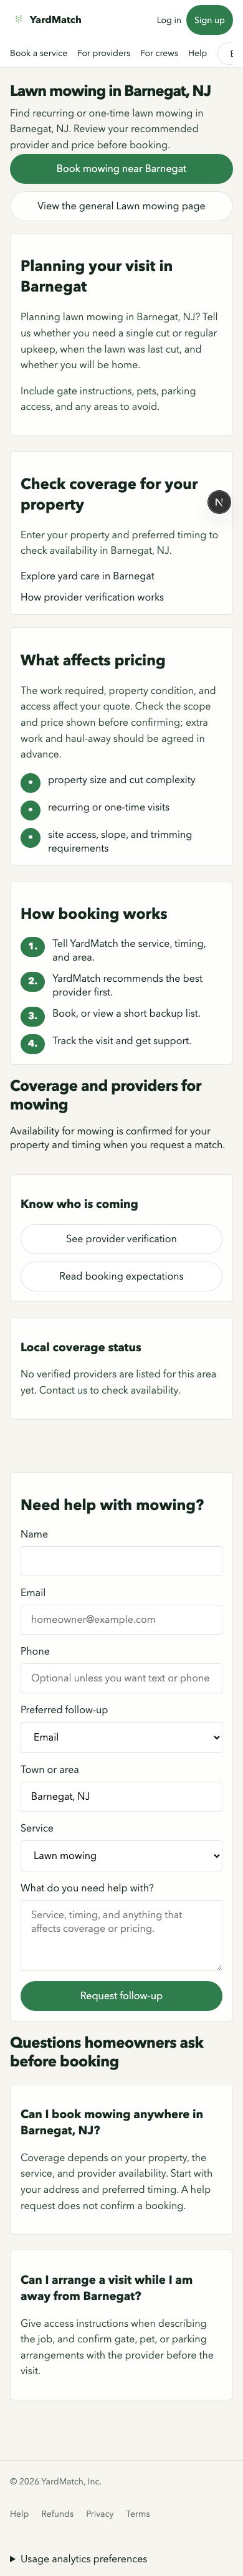 YardMatch
Log in
Sign up
Book a service
For providers
For crews
Help
Lawn mowing in Barnegat, NJ
Find recurring or one-time lawn mowing in
Barnegat, NJ. Review your recommended
provider and price before booking.
Book mowing near Barnegat
View the general Lawn mowing page
Planning your visit in
Barnegat
Planning lawn mowing in Barnegat, NJ? Tell
us whether you need a single cut or regular
upkeep, when the lawn was last cut, and
whether you will be home.
Include gate instructions, pets, parking
access, and any areas to avoid.
Check coverage for your
property
N
Enter your property and preferred timing to
check availability in Barnegat, NJ.
Explore yard care in Barnegat
How provider verification works
What affects pricing
The work required, property condition, and
access affect your quote. Check the scope
and price shown before confirming; extra
work and haul-away should be agreed in
advance.
property size and cut complexity
recurring or one-time visits
site access, slope, and trimming
requirements
How booking works
1. Tell YardMatch the service, timing,
and area.
2. YardMatch recommends the best
provider first.
3. Book, or view a short backup list.
4. Track the visit and get support.
Coverage and providers for
mowing
Availability for mowing is confirmed for your
property and timing when you request a match.
Know who is coming
See provider verification
Read booking expectations
Local coverage status
No verified providers are listed for this area
yet. Contact us to check availability.
Need help with mowing?
Name
Email
homeowner@example.com
Phone
Optional unless you want text or phone
Preferred follow-up
Email
Town or area
Barnegat, NJ
Service
Lawn mowing
What do you need help with?
Service, timing, and anything that
affects coverage or pricing.
Request follow-up
Questions homeowners ask
before booking
Can I book mowing anywhere in
Barnegat, NJ?
Coverage depends on your property, the
service, and provider availability. Start with
your address and preferred timing. A help
request does not confirm a booking.
Can I arrange a visit while I am
away from Barnegat?
Give access instructions when describing
the job, and confirm gate, pet, or parking
arrangements with the provider before the
visit.
© 2026 YardMatch, Inc.
Help
Refunds
Privacy
Terms
Usage analytics preferences